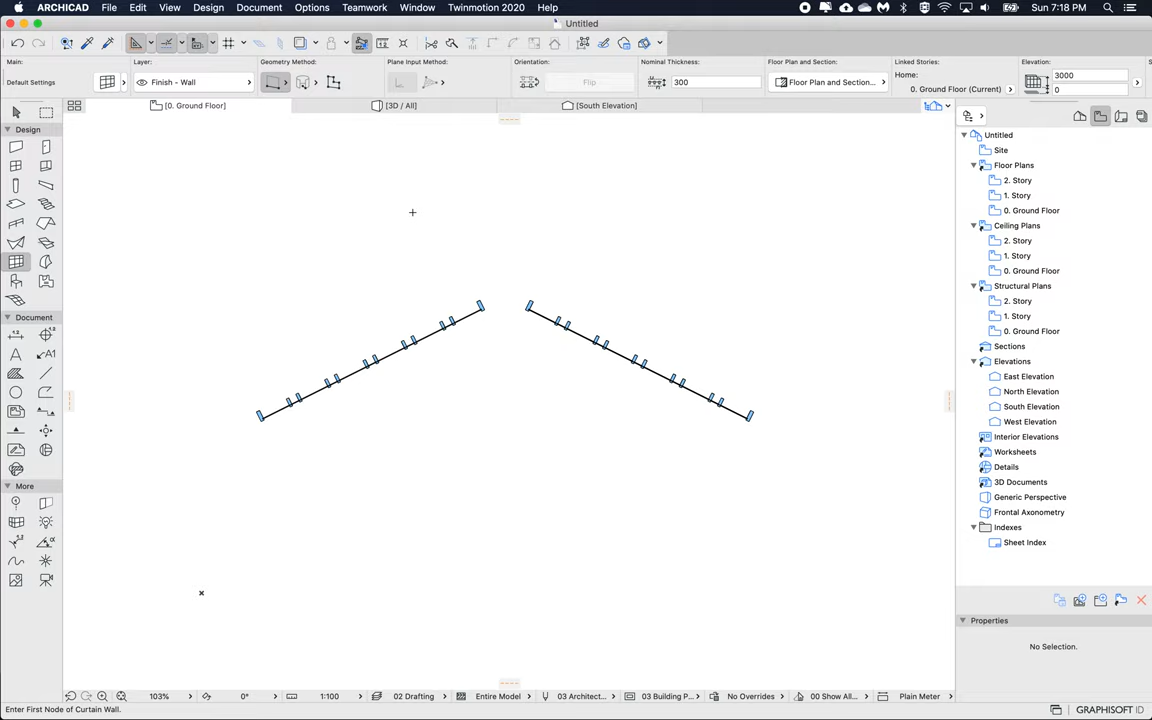 ARCHICAD File Edit View Design Document Options Teamwork Window Twinmotion 2020 Help Sun 7:18 PM
Untitled
Main: Layer: Geometry Method: Plane Input Method: Orientation: Nominal Thickness: Floor Plan and Section: Linked Stories: Elevation: S
Default Settings Finish - Wall Flip 300 Floor Plan and Section... Home: 3000
0. Ground Floor (Current) 0
[0. Ground Floor] [3D / All] [South Elevation]
Design
Document
A1
More
Untitled
Site
Floor Plans
2. Story
1. Story
0. Ground Floor
Ceiling Plans
2. Story
1. Story
0. Ground Floor
Structural Plans
2. Story
1. Story
0. Ground Floor
Sections
Elevations
East Elevation
North Elevation
South Elevation
West Elevation
Interior Elevations
Worksheets
Details
3D Documents
Generic Perspective
Frontal Axonometry
Indexes
Sheet Index
Properties
No Selection.
103% 0° 1:100 02 Drafting Entire Model 03 Architect... 03 Building P... No Overrides 00 Show All... Plain Meter
Enter First Node of Curtain Wall. GRAPHISOFT ID